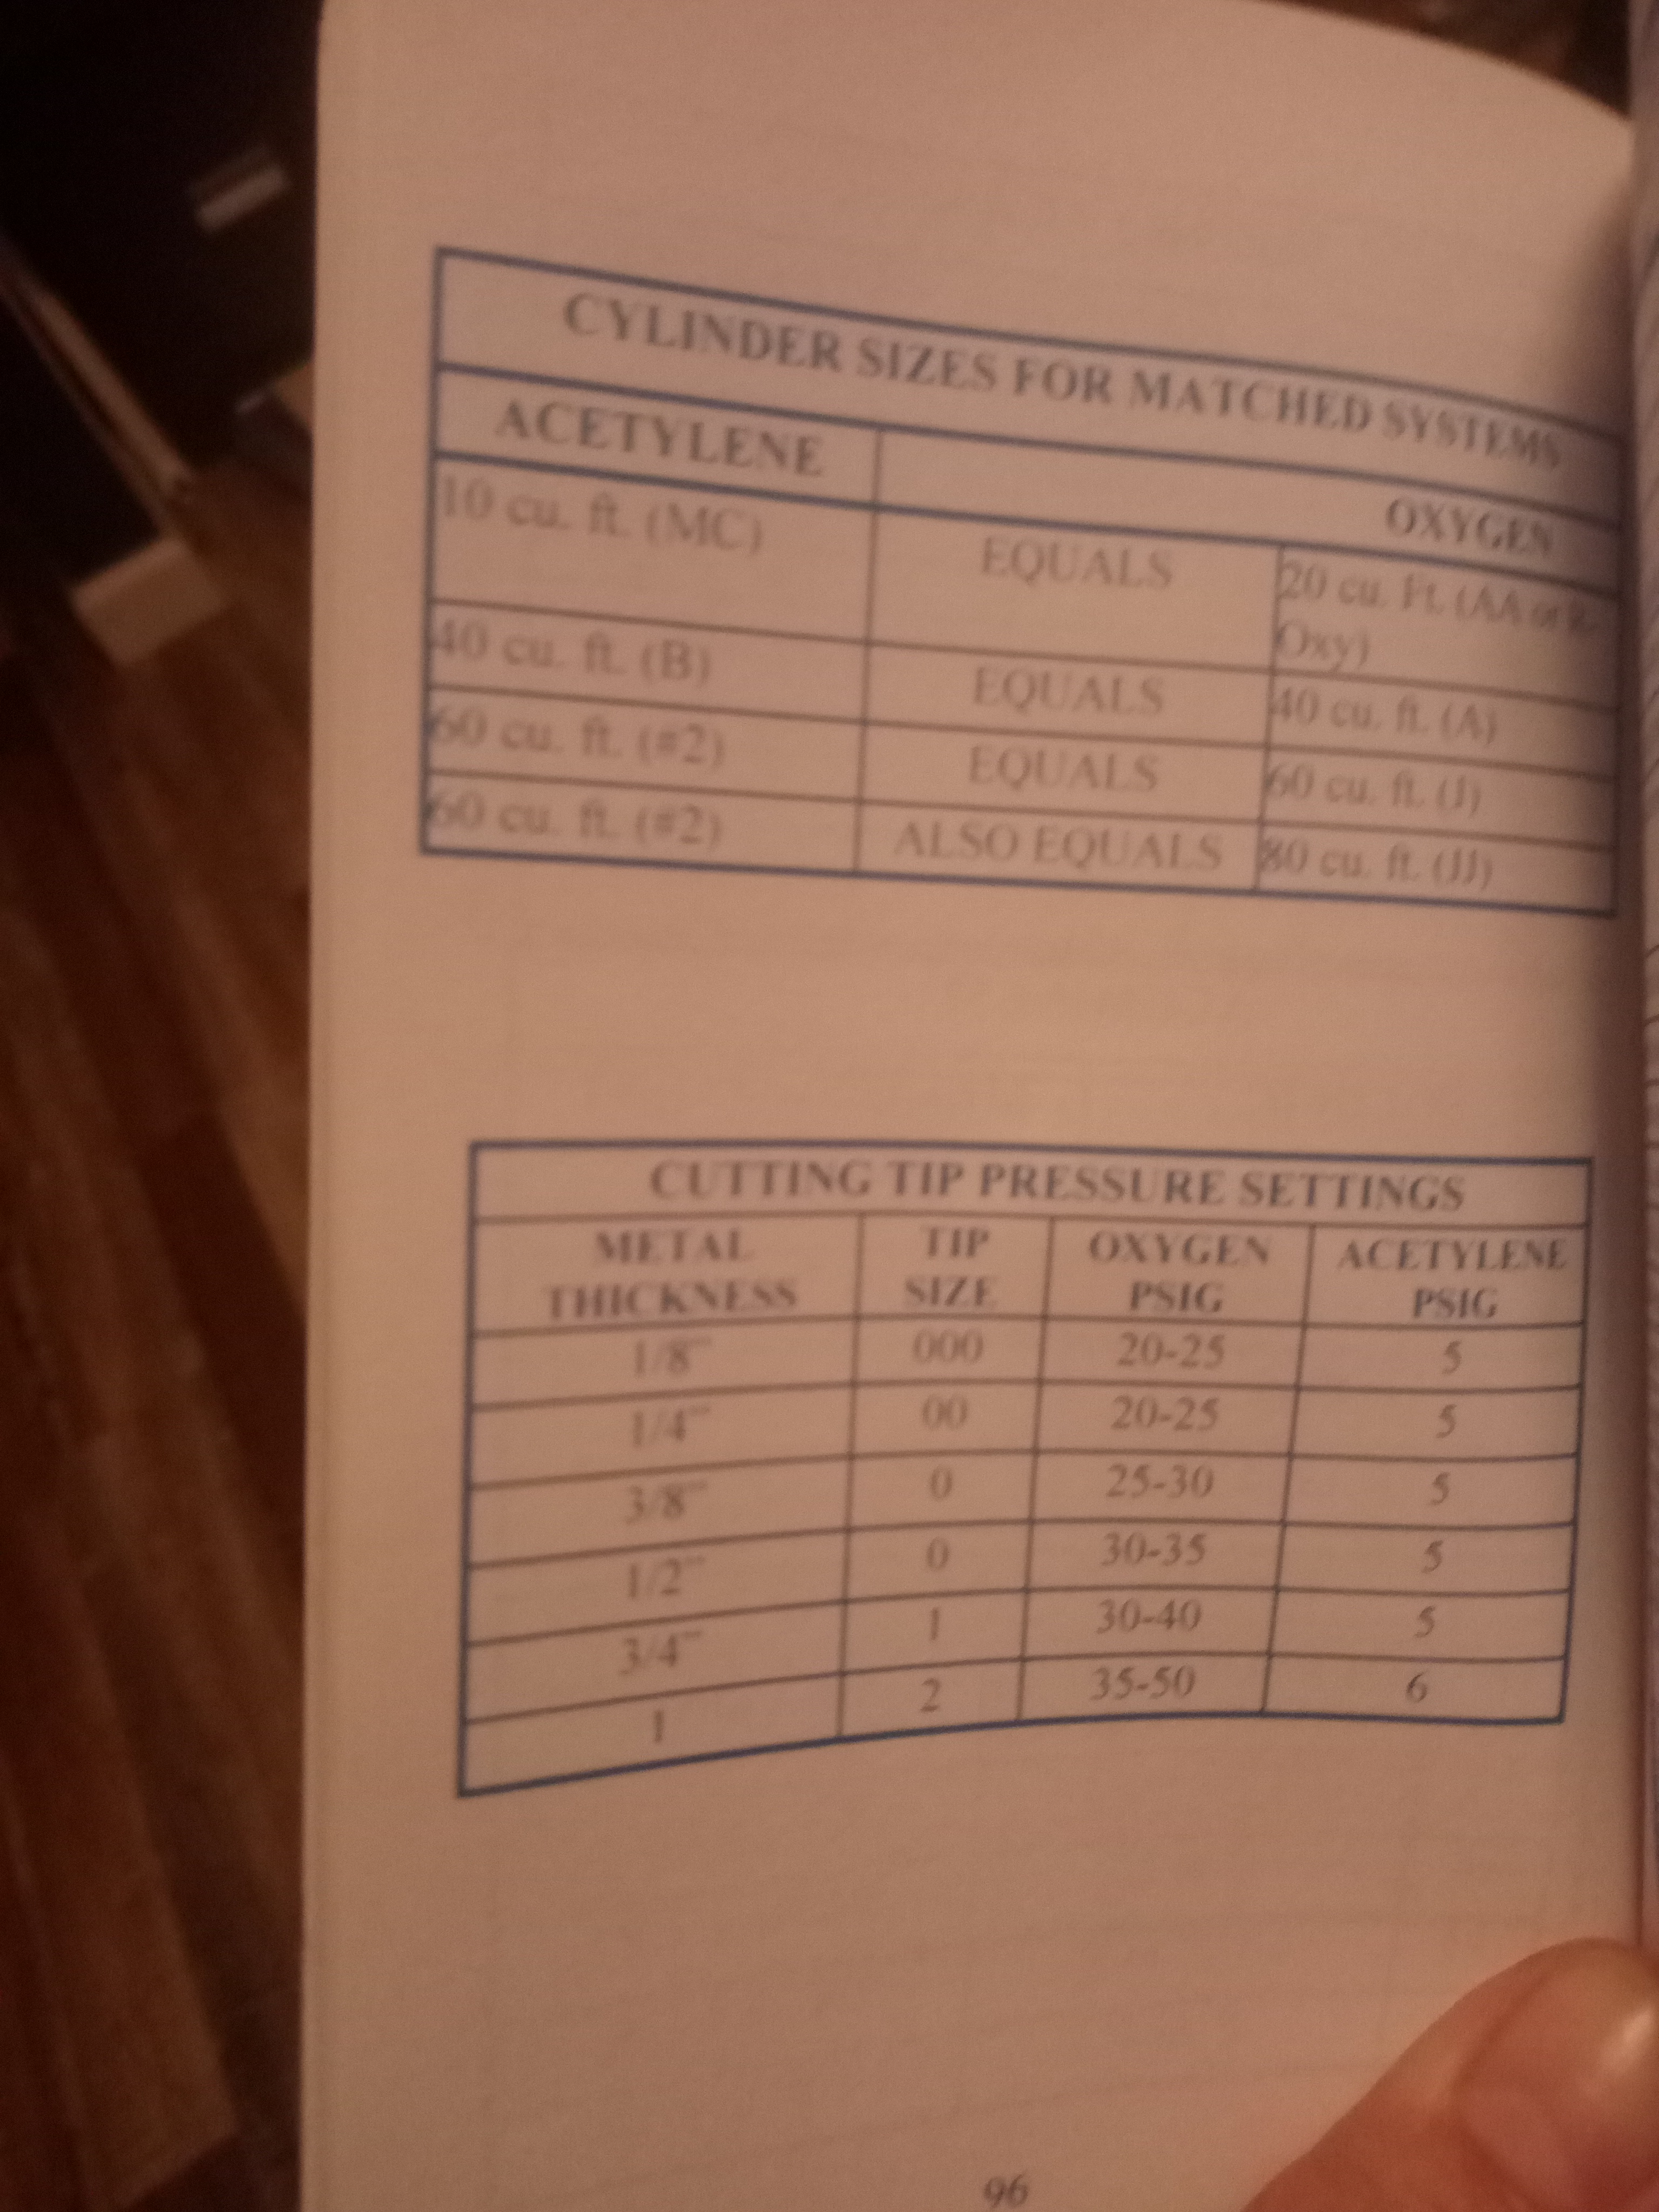 CYLINDER SIZES FOR MATCHED SYSTEMS
ACETYLENE OXYGEN
10 cu. ft. (MC) EQUALS 20 cu. Ft. (AA or
Oxy)
40 cu. ft. (B) EQUALS 40 cu. ft. (A)
60 cu. ft. (#2) EQUALS 60 cu. ft. (J)
60 cu. ft. (#2) ALSO EQUALS 80 cu. ft. (JJ)
CUTTING TIP PRESSURE SETTINGS
METAL TIP OXYGEN ACETYLENE
THICKNESS SIZE PSIG PSIG
1/8" 000 20-25 5
1/4" 00 20-25 5
3/8" 0 25-30 5
1/2" 0 30-35 5
3/4" 1 30-40 5
1 2 35-50 6
96